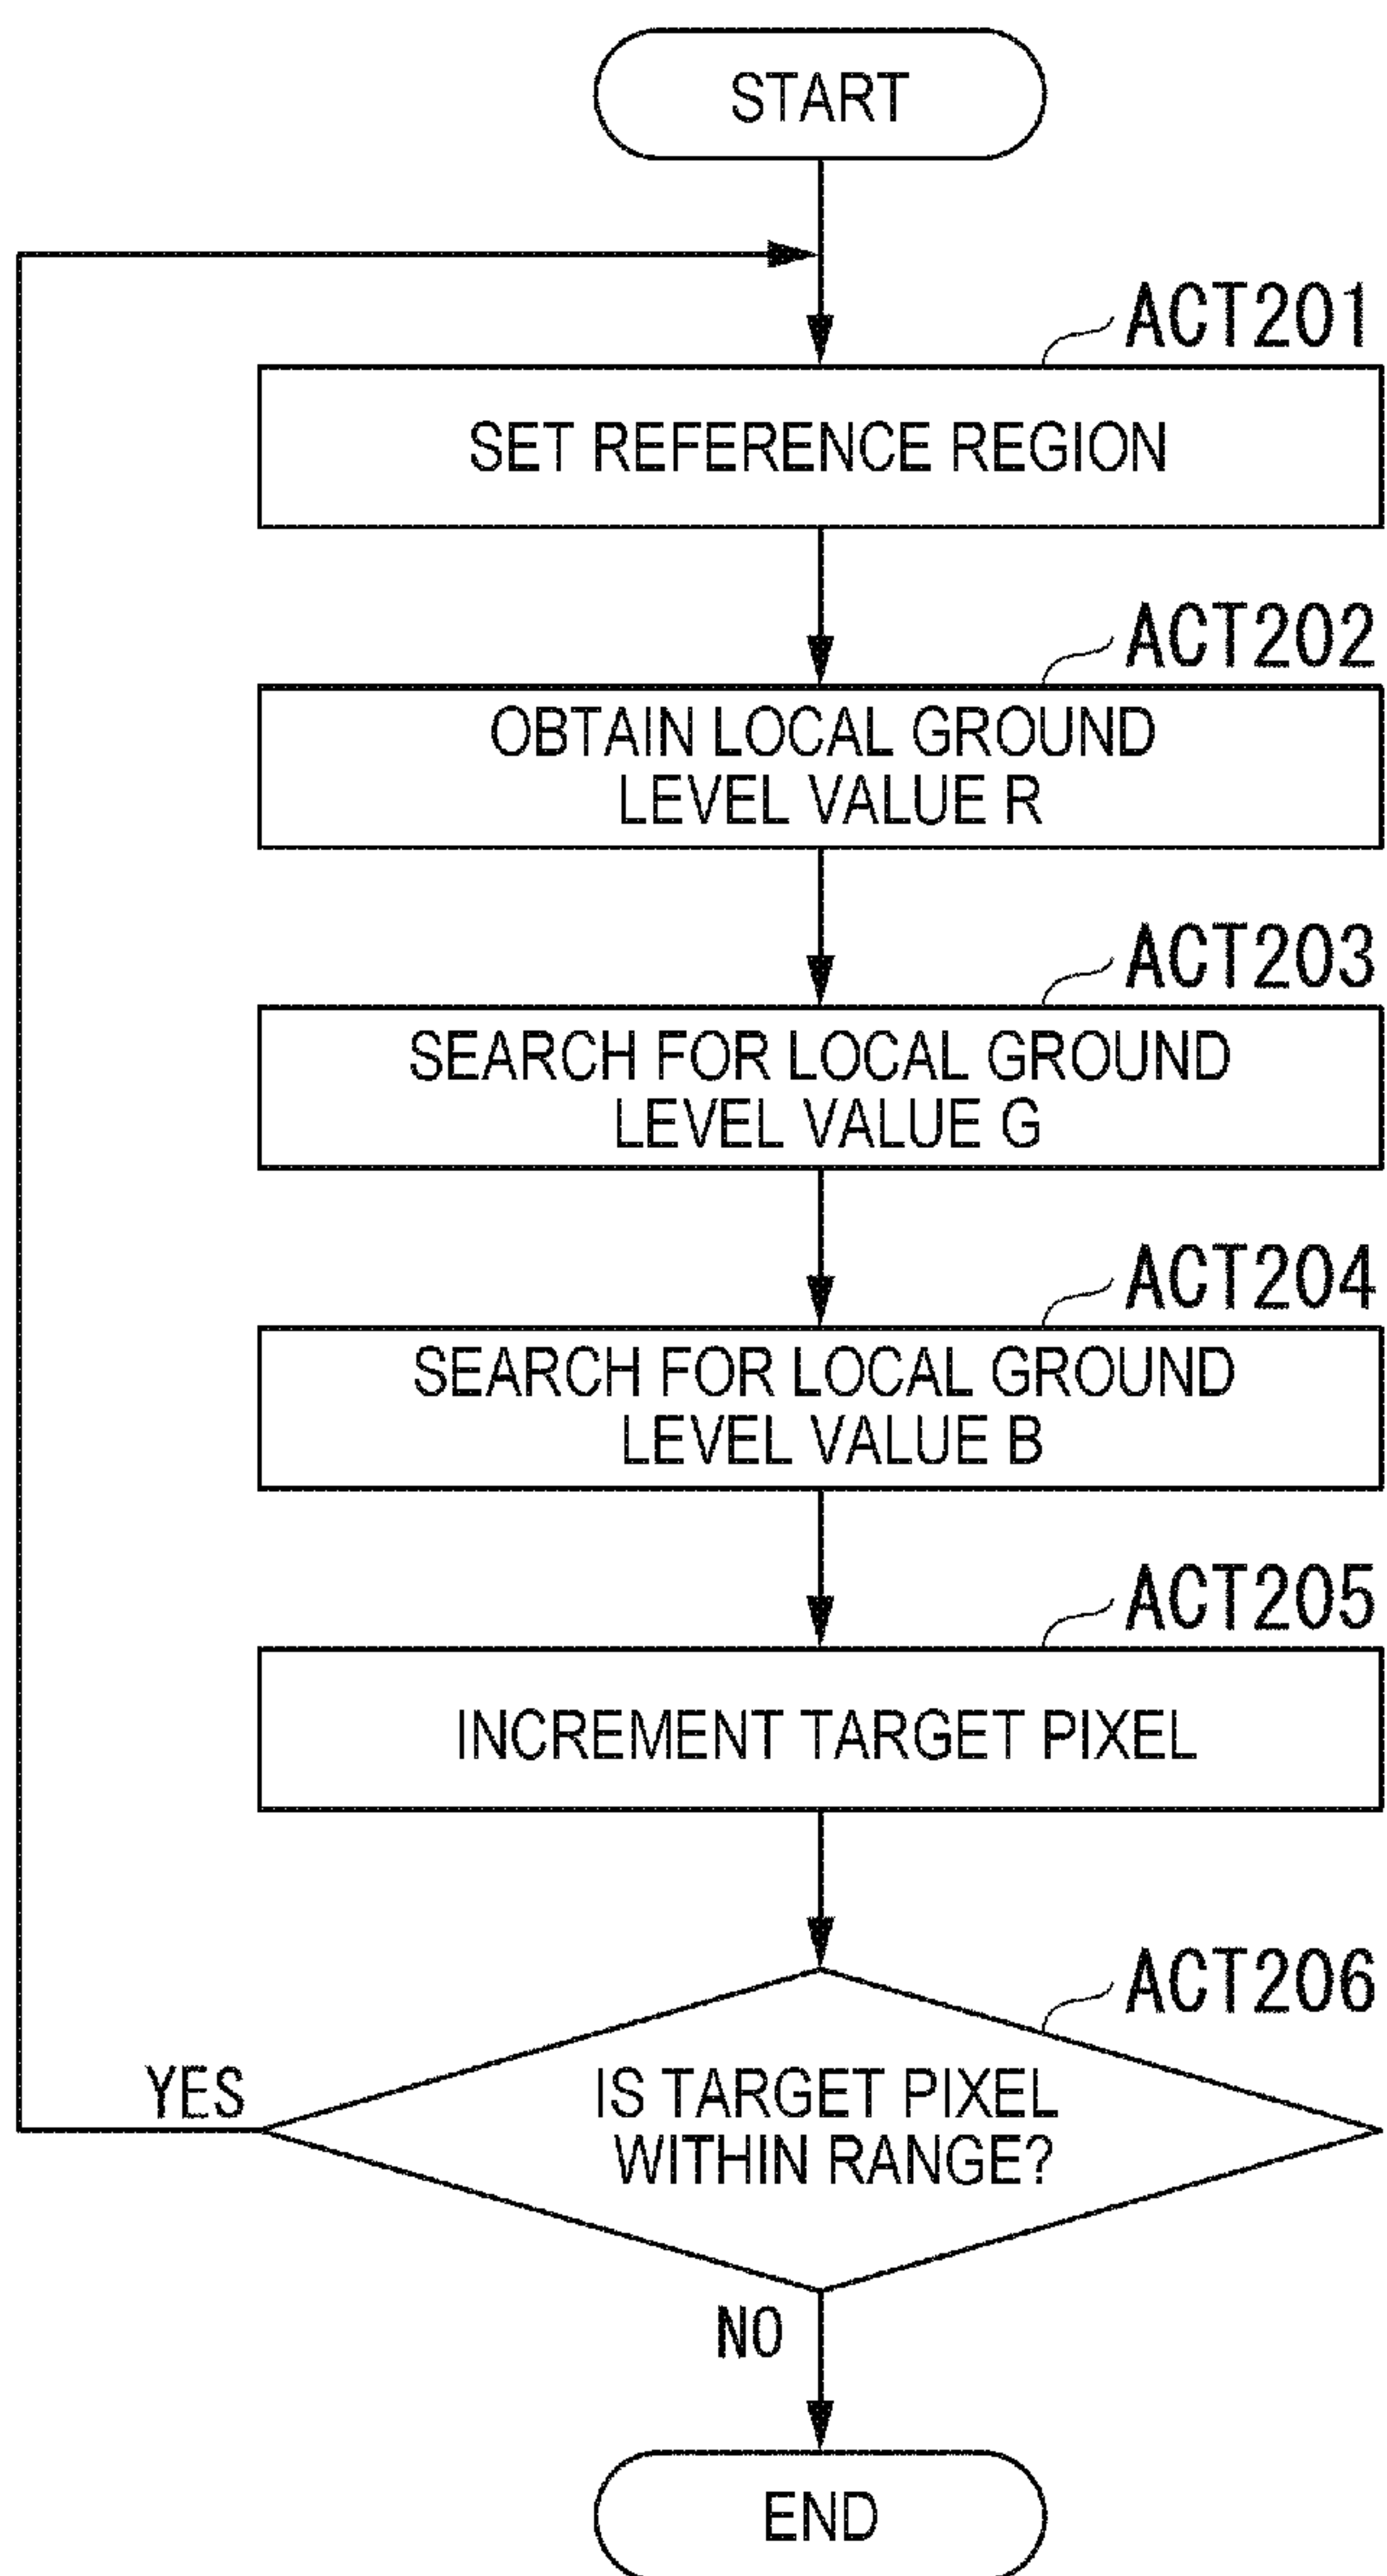 START
ACT201
SET REFERENCE REGION
ACT202
OBTAIN LOCAL GROUND
LEVEL VALUE R
ACT203
SEARCH FOR LOCAL GROUND
LEVEL VALUE G
ACT204
SEARCH FOR LOCAL GROUND
LEVEL VALUE B
ACT205
INCREMENT TARGET PIXEL
ACT206
IS TARGET PIXEL
WITHIN RANGE?
YES
NO
END